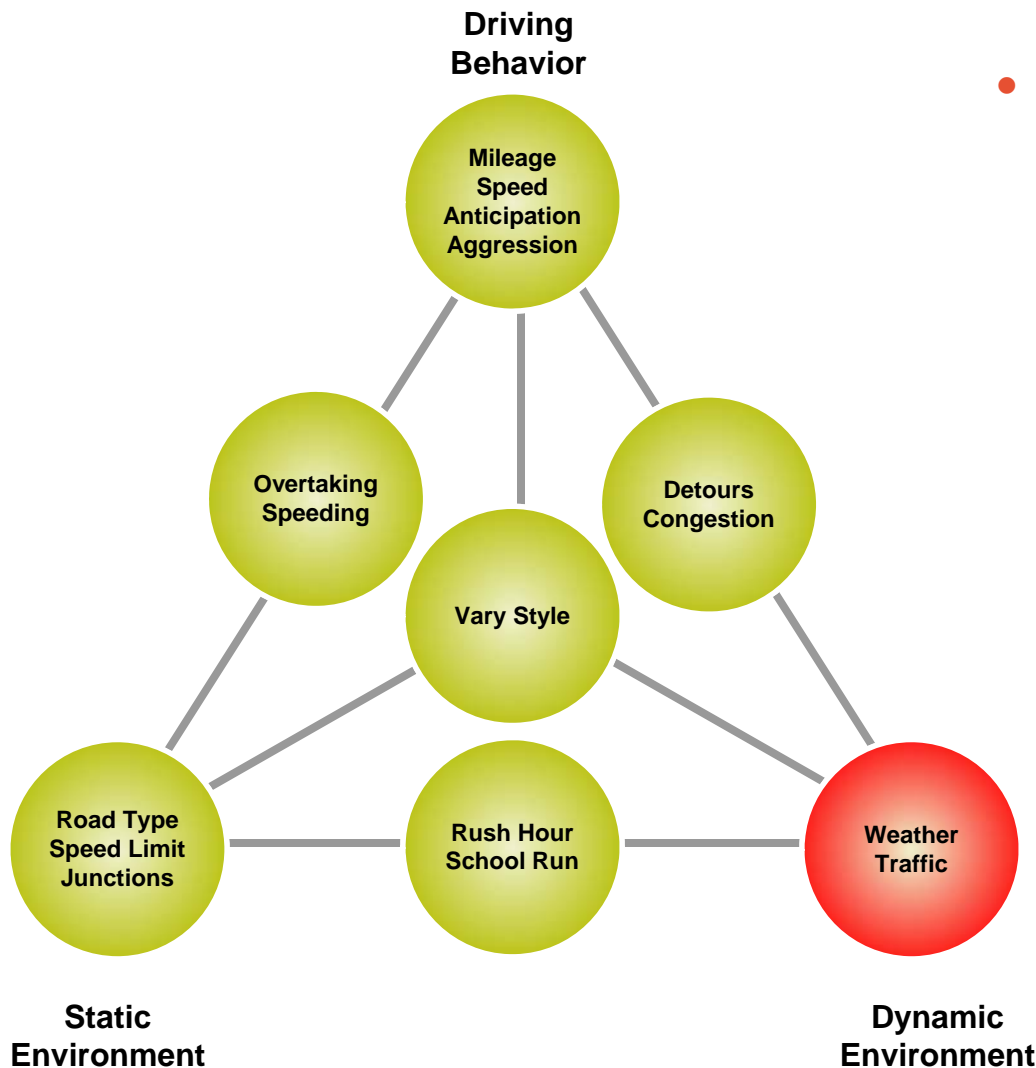 Driving
Behavior
Mileage
Speed
Anticipation
Aggression
Overtaking
Speeding
Detours
Congestion
Vary Style
Road Type
Speed Limit
Junctions
Rush Hour
School Run
Weather
Traffic
Static
Environment
Dynamic
Environment